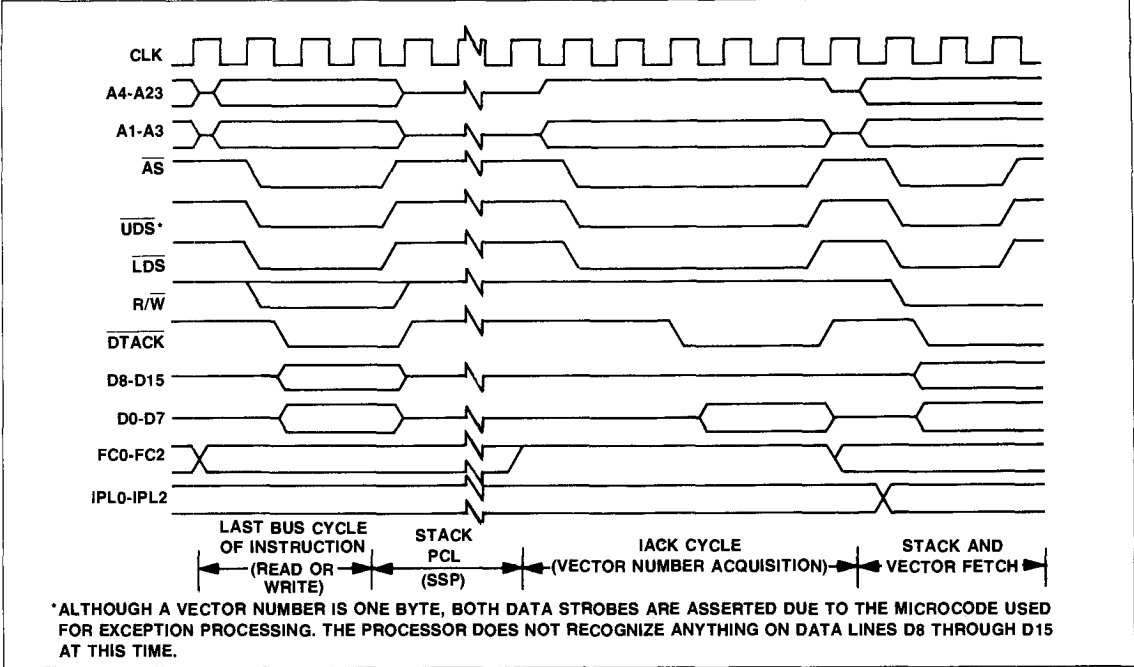 CLK
A4-A23
A1-A3
AS
UDS*
LDS
R/W
DTACK
D8-D15
D0-D7
FC0-FC2
IPL0-IPL2
LAST BUS CYCLE
OF INSTRUCTION
(READ OR
WRITE)
STACK
PCL
(SSP)
IACK CYCLE
(VECTOR NUMBER ACQUISITION)
STACK AND
VECTOR FETCH
*ALTHOUGH A VECTOR NUMBER IS ONE BYTE, BOTH DATA STROBES ARE ASSERTED DUE TO THE MICROCODE USED
FOR EXCEPTION PROCESSING. THE PROCESSOR DOES NOT RECOGNIZE ANYTHING ON DATA LINES D8 THROUGH D15
AT THIS TIME.